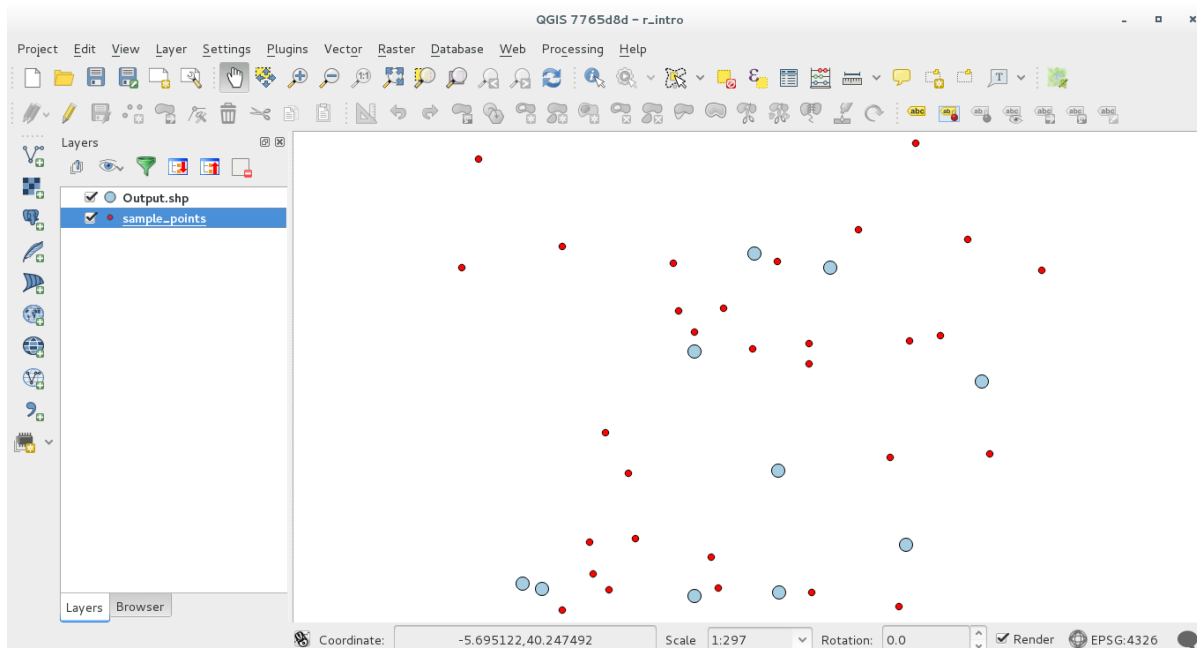 QGIS 7765d8d - r_intro
Project Edit View Layer Settings Plugins Vector Raster Database Web Processing Help
Layers
Output.shp
sample_points
Layers Browser
Coordinate: -5.695122,40.247492 Scale 1:297 Rotation: 0.0 Render EPSG:4326